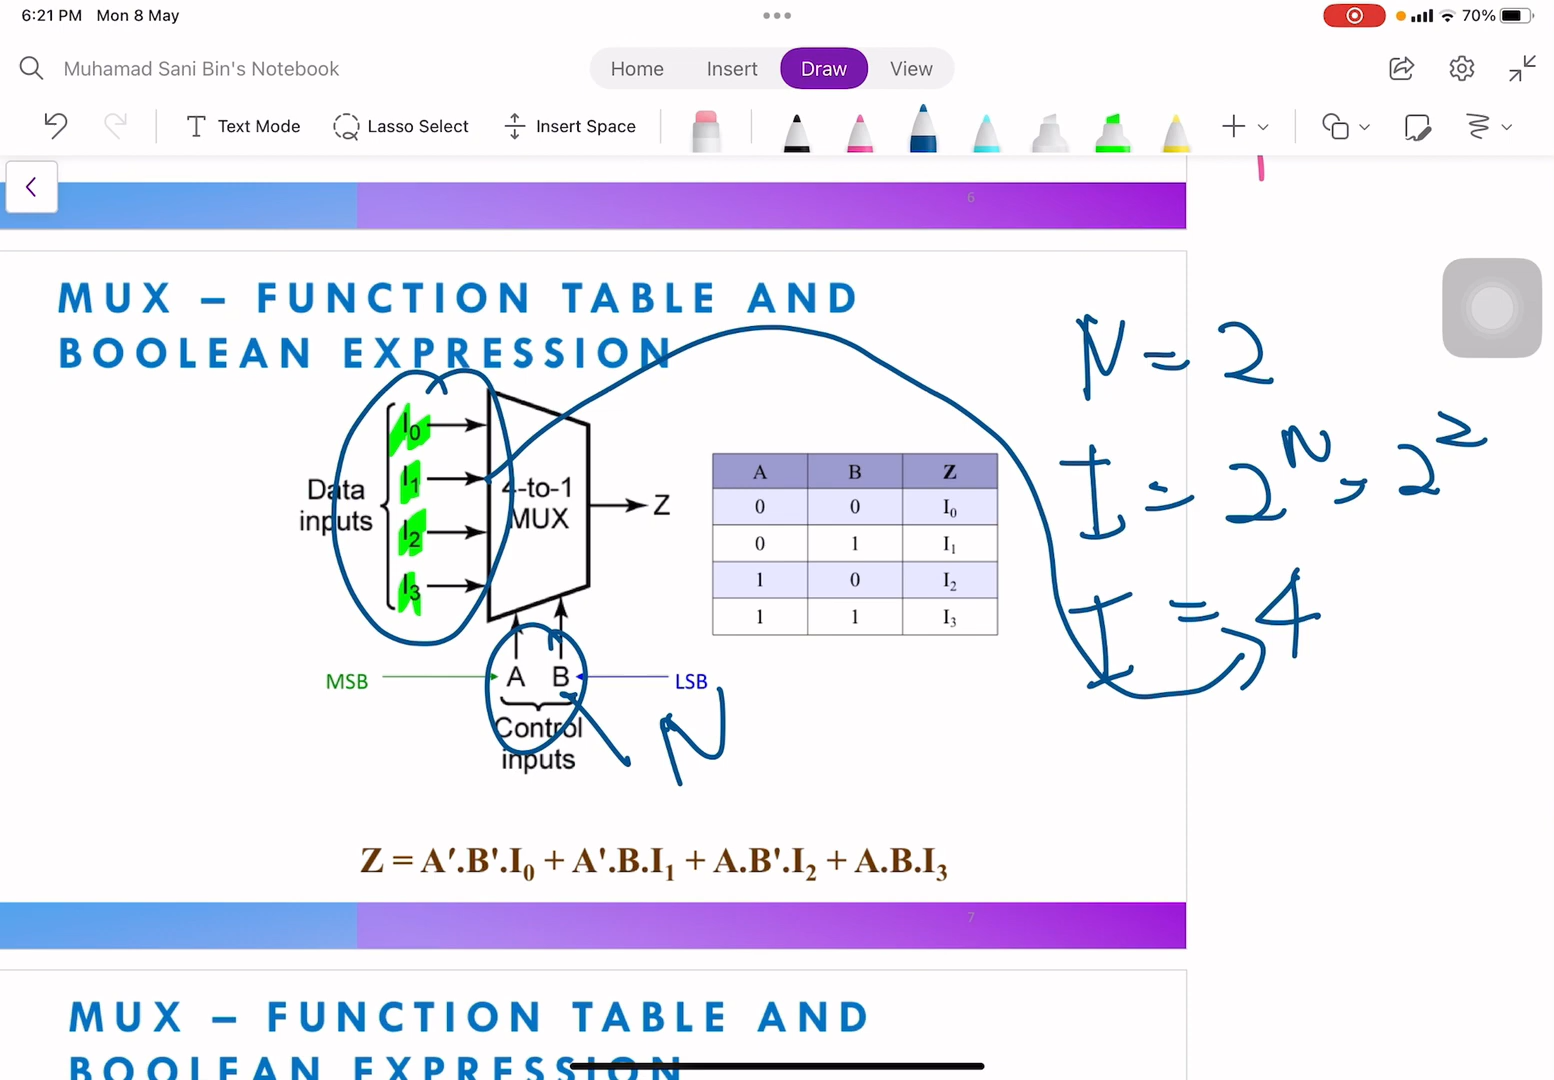 6:21 PM Mon 8 May
70%
Muhamad Sani Bin's Notebook
Home Insert Draw View
Text Mode Lasso Select Insert Space
6
MUX – FUNCTION TABLE AND
BOOLEAN EXPRESSION
Data
inputs
I₀
I₁
I₂
I₃
4-to-1
MUX
Z
A B Z
0 0 I₀
0 1 I₁
1 0 I₂
1 1 I₃
MSB A B LSB
Control
inputs
N
N = 2
I = 2^N = 2^2
I = 4
Z = A'.B'.I₀ + A'.B.I₁ + A.B'.I₂ + A.B.I₃
7
MUX – FUNCTION TABLE AND
BOOLEAN EXPRESSION